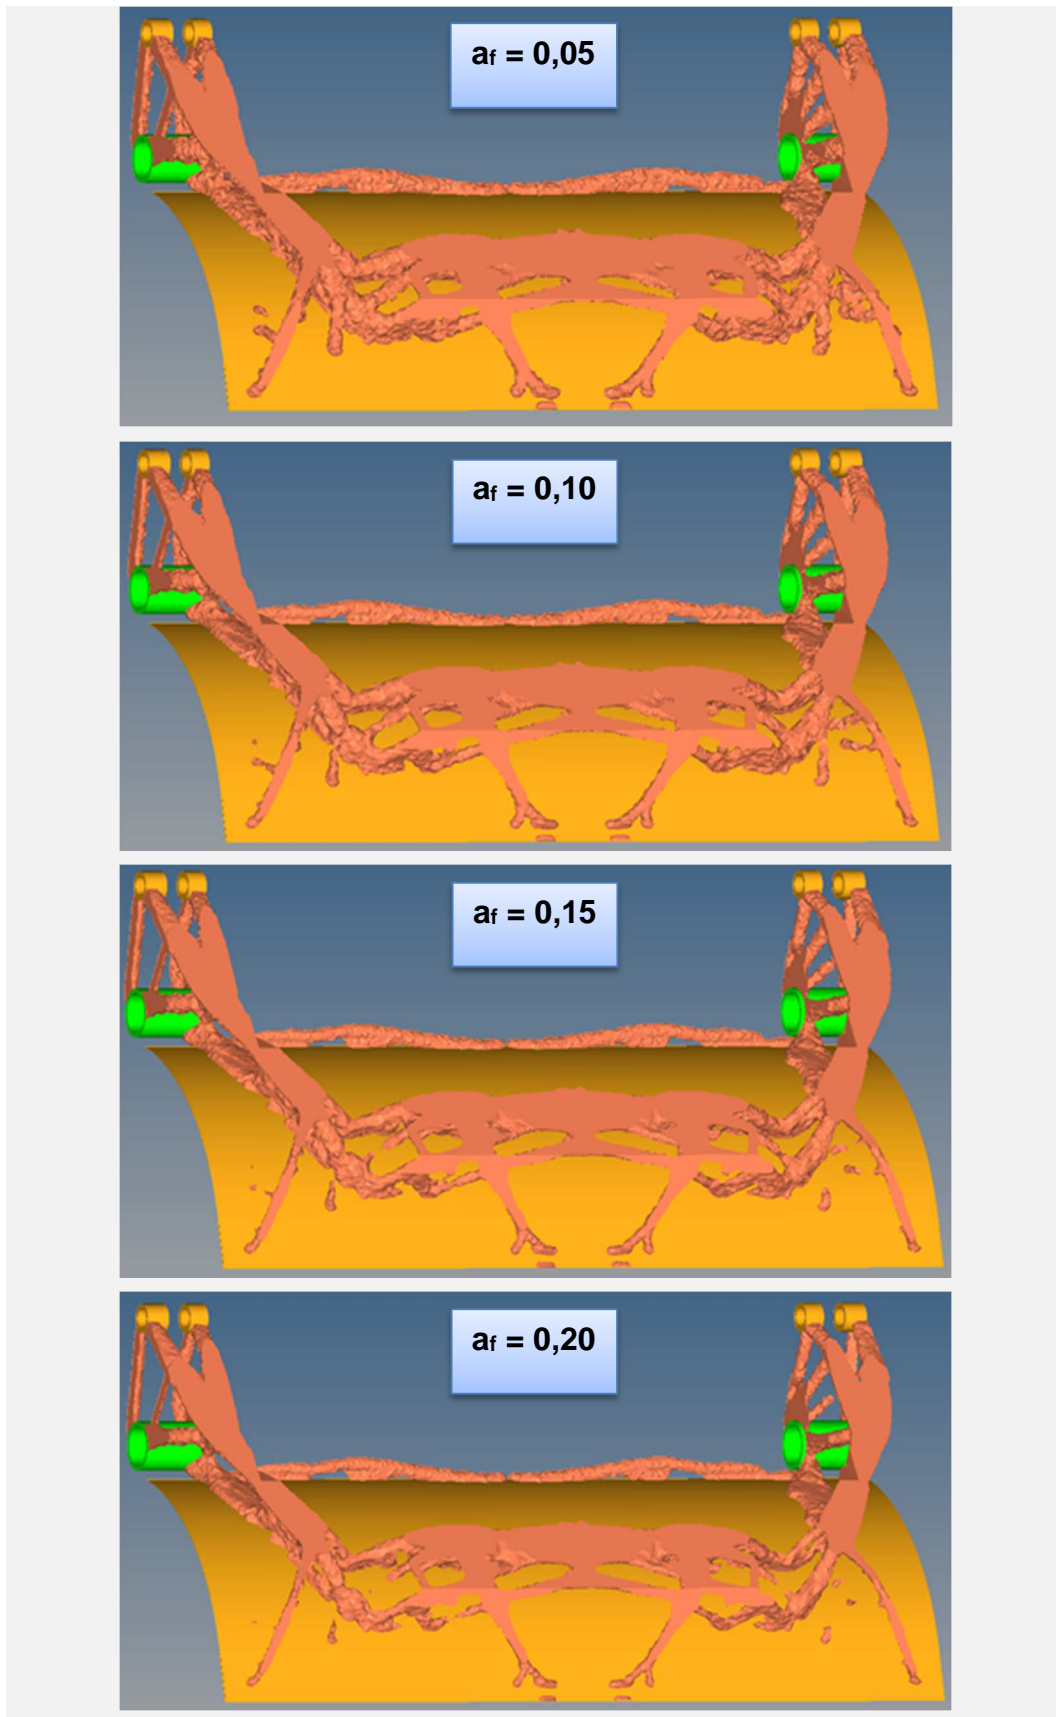 af = 0,05
af = 0,10
af = 0,15
af = 0,20